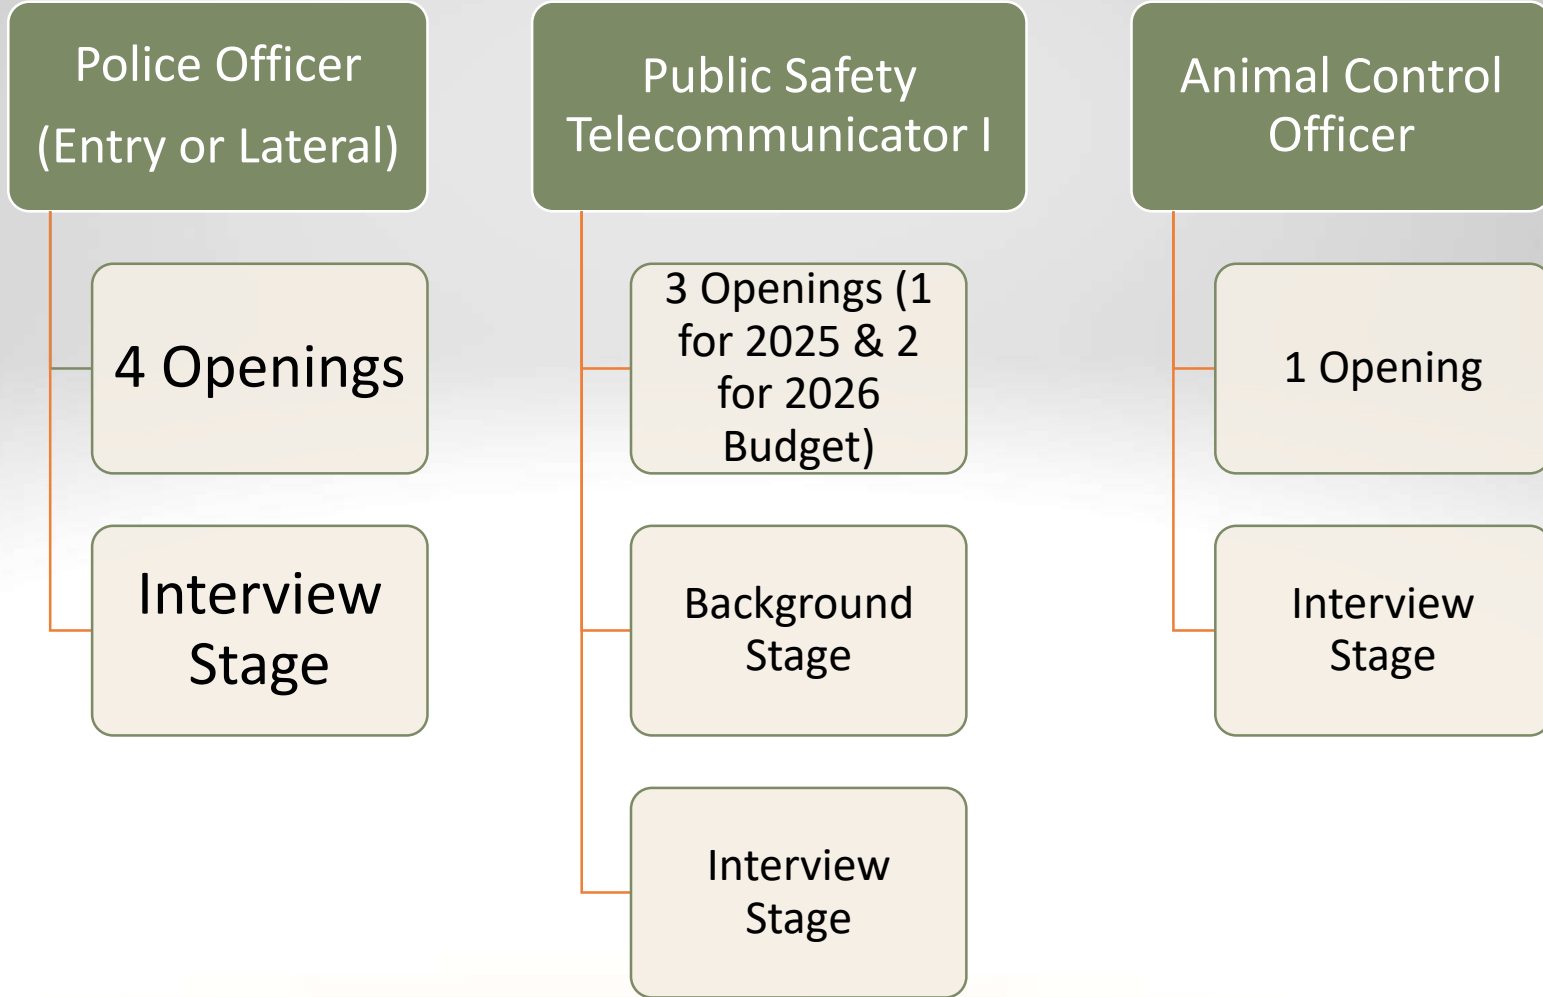 Police Officer
(Entry or Lateral)
4 Openings
Interview
Stage
Public Safety
Telecommunicator I
3 Openings (1
for 2025 & 2
for 2026
Budget)
Background
Stage
Interview
Stage
Animal Control
Officer
1 Opening
Interview
Stage